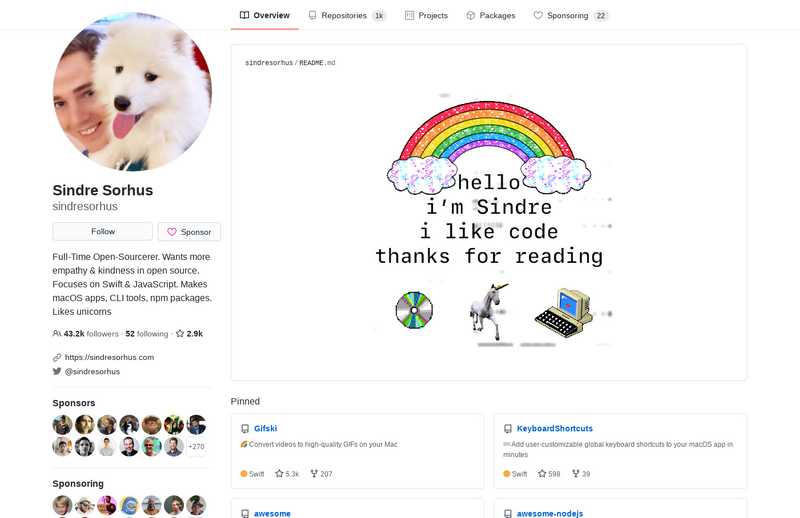 Overview
Repositories 1k
Projects
Packages
Sponsoring 22
Sindre Sorhus
sindresorhus
Follow
Sponsor
Full-Time Open-Sourcerer. Wants more
empathy & kindness in open source.
Focuses on Swift & JavaScript. Makes
macOS apps, CLI tools, npm packages.
Likes unicorns
43.2k followers · 52 following · 2.9k
https://sindresorhus.com
@sindresorhus
Sponsors
+270
Sponsoring
sindresorhus / README.md
hello
i'm Sindre
i like code
thanks for reading
Pinned
Gifski
Convert videos to high-quality GIFs on your Mac
Swift 5.3k 207
KeyboardShortcuts
Add user-customizable global keyboard shortcuts to your macOS app in
minutes
Swift 598 39
awesome
awesome-nodejs